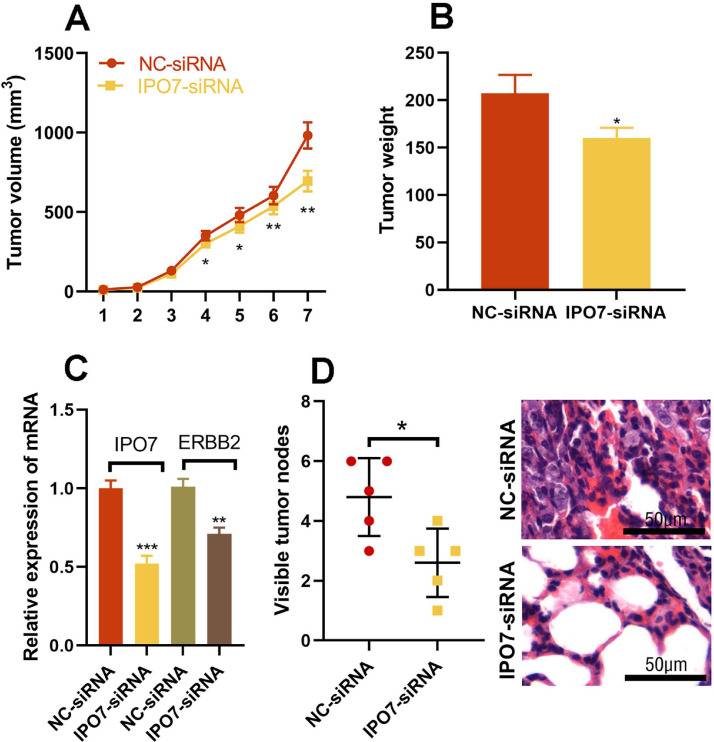 A
Tumor volume (mm3)
1500
1000
500
0
NC-siRNA
IPO7-siRNA
*
*
**
**
1 2 3 4 5 6 7
B
Tumor weight
250
200
150
100
50
0
*
NC-siRNA IPO7-siRNA
C
Relative expression of mRNA
1.5
1.0
0.5
0.0
IPO7 ERBB2
***
**
NC-siRNA
IPO7-siRNA
NC-siRNA
IPO7-siRNA
D
Visible tumor nodes
8
6
4
2
0
*
NC-siRNA
IPO7-siRNA
NC-siRNA
50μm
IPO7-siRNA
50μm